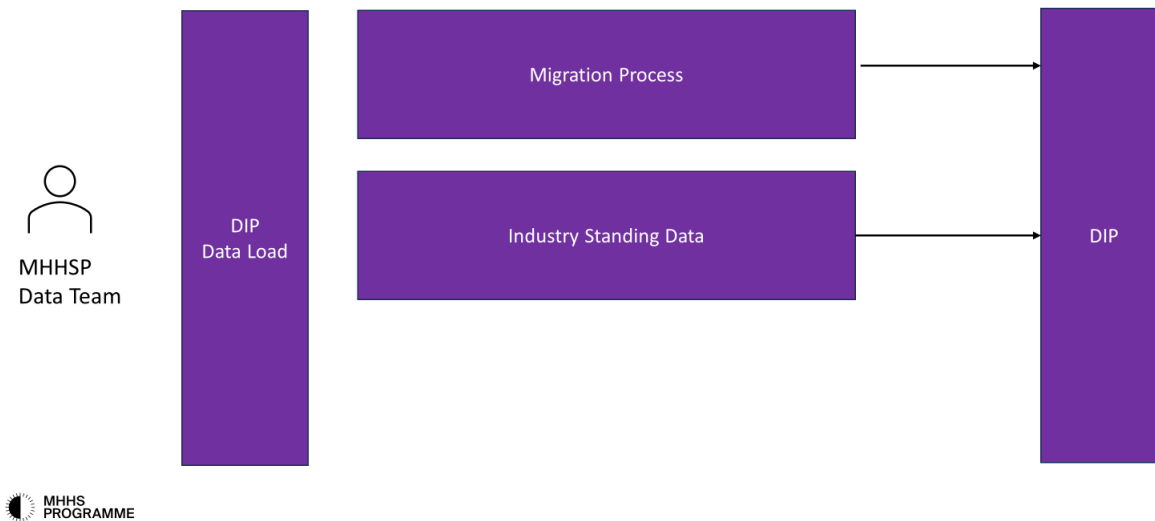 Migration Process
DIP
Data Load
Industry Standing Data
DIP
MHHSP
Data Team
MHHS
PROGRAMME